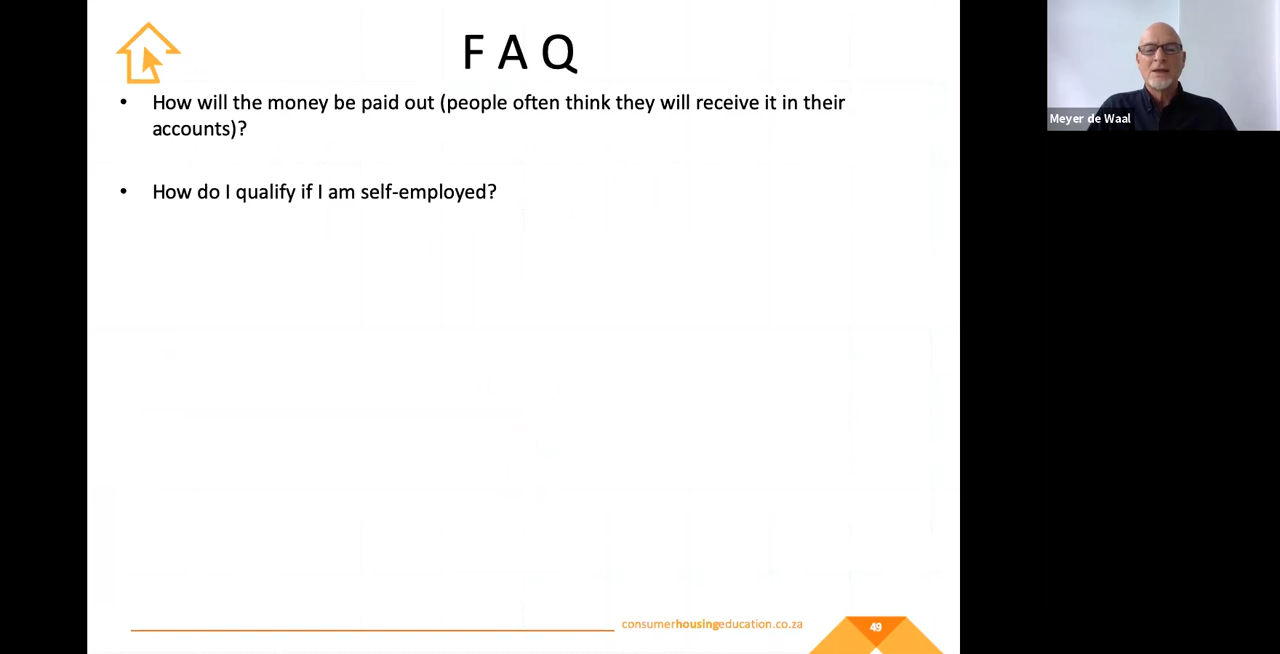 F A Q
• How will the money be paid out (people often think they will receive it in their
accounts)?
• How do I qualify if I am self-employed?
consumerhousingeducation.co.za
49
Meyer de Waal